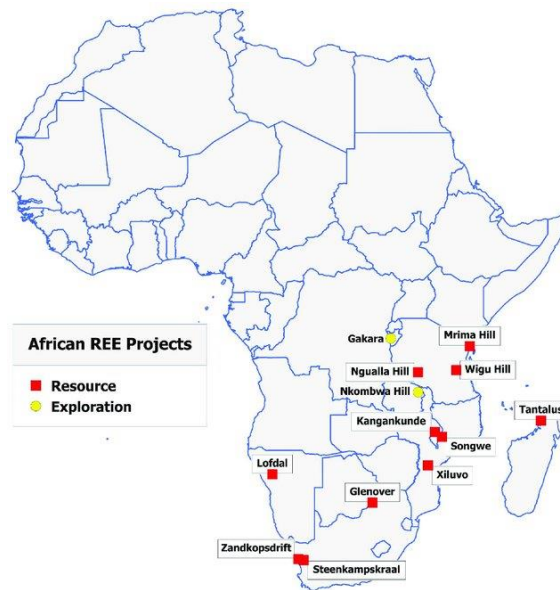 Gakara
Mrima Hill
African REE Projects
Ngualla Hill
Wigu Hill
Resource
Nkombwa Hill
Exploration
Tantalus
Kangankunde
Songwe
Lofdal
Xiluvo
Glenover
Zandkopsdrift
Steenkampskraal